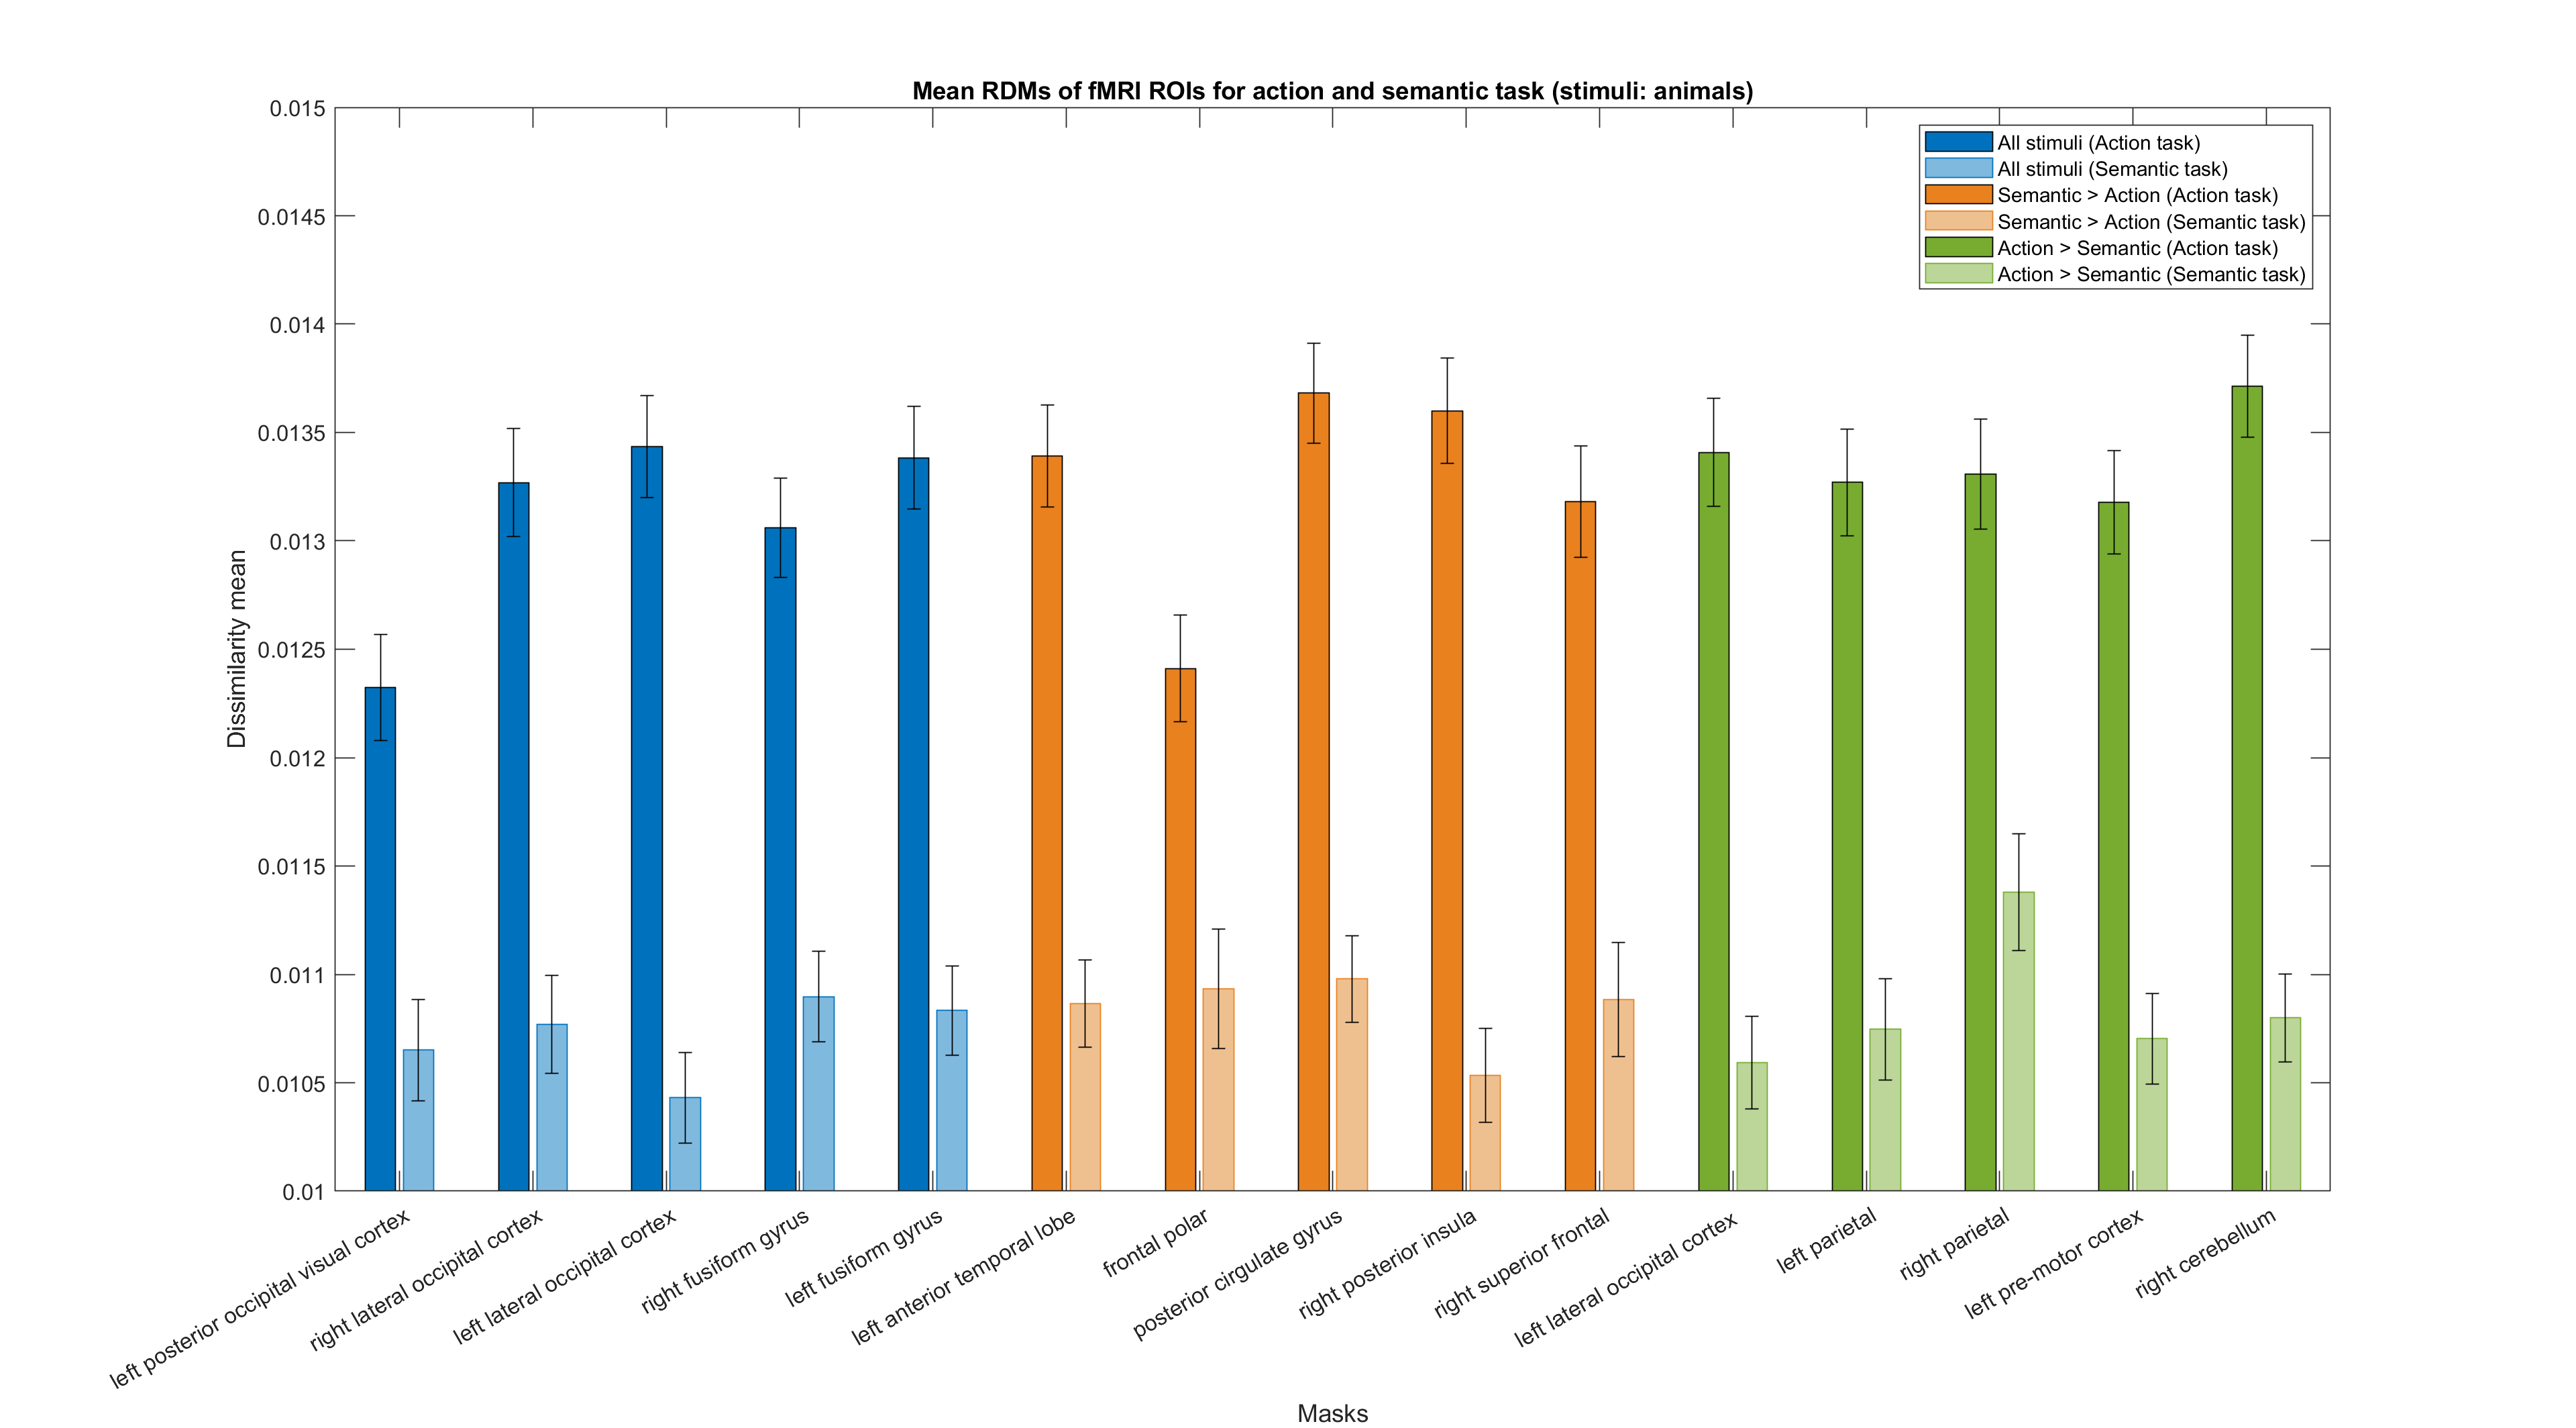 Mean RDMs of fMRI ROIs for action and semantic task (stimuli: animals)
0.015
0.0145
0.014
0.0135
0.013
0.0125
0.012
0.0115
0.011
0.0105
0.01
Dissimilarity mean
All stimuli (Action task)
All stimuli (Semantic task)
Semantic > Action (Action task)
Semantic > Action (Semantic task)
Action > Semantic (Action task)
Action > Semantic (Semantic task)
left posterior occipital visual cortex
right lateral occipital cortex
left lateral occipital cortex
right fusiform gyrus
left fusiform gyrus
left anterior temporal lobe
frontal polar
posterior cirgulate gyrus
right posterior insula
right superior frontal
left lateral occipital cortex
left parietal
right parietal
left pre-motor cortex
right cerebellum
Masks